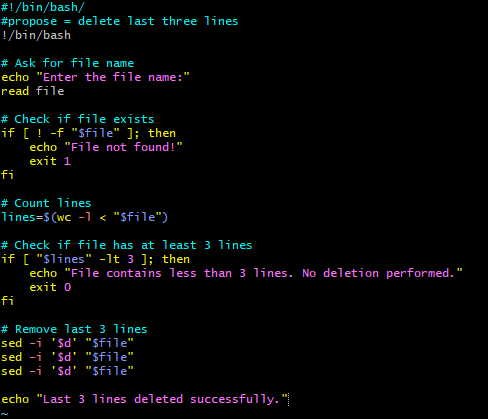 #!/bin/bash/
#propose = delete last three lines
!/bin/bash

# Ask for file name
echo "Enter the file name:"
read file

# Check if file exists
if [ ! -f "$file" ]; then
    echo "File not found!"
    exit 1
fi

# Count lines
lines=$(wc -l < "$file")

# Check if file has at least 3 lines
if [ "$lines" -lt 3 ]; then
    echo "File contains less than 3 lines. No deletion performed."
    exit 0
fi

# Remove last 3 lines
sed -i '$d' "$file"
sed -i '$d' "$file"
sed -i '$d' "$file"

echo "Last 3 lines deleted successfully."
~